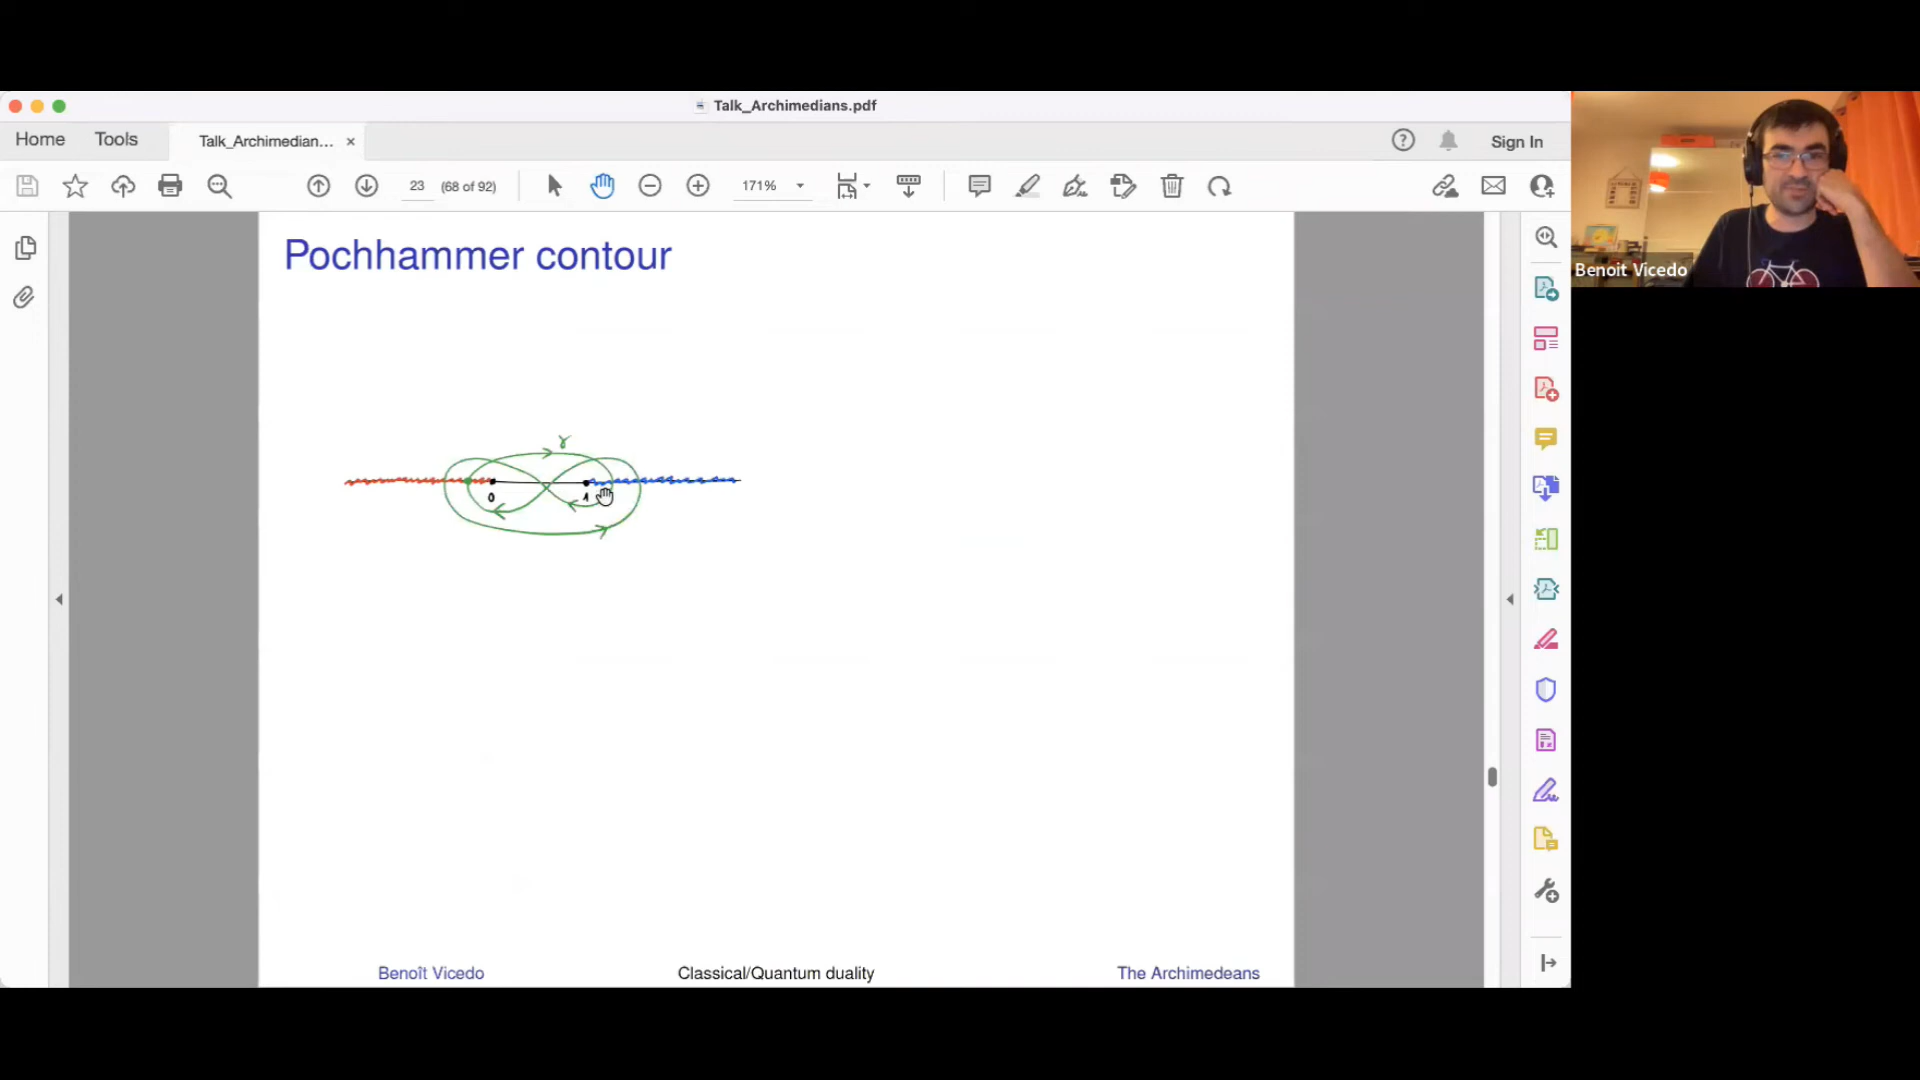 Talk_Archimedians.pdf
Home Tools Talk_Archimedian... × Sign In
23 (68 of 92) 171%
Benoit Vicedo
Pochhammer contour
γ
0 1
Benoît Vicedo Classical/Quantum duality The Archimedeans